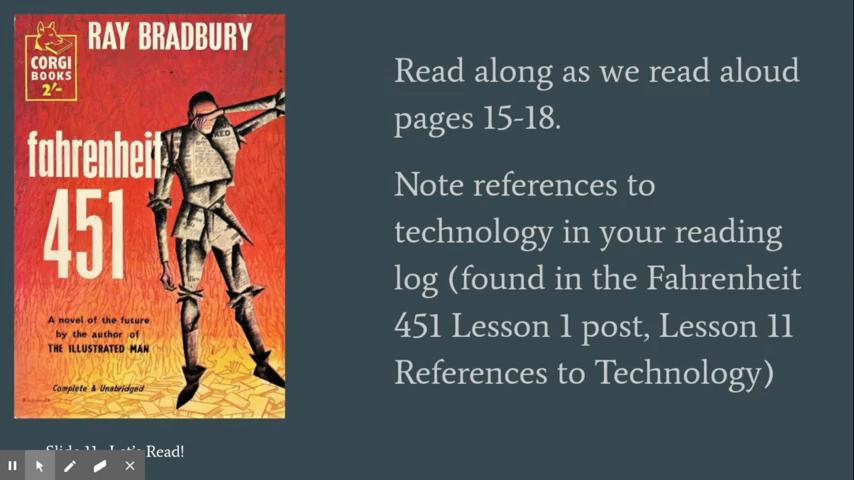 RAY BRADBURY
CORGI
BOOKS
2/-
fahrenheit
451
A novel of the future
by the author of
THE ILLUSTRATED MAN
Complete & Unabridged
Read along as we read aloud
pages 15-18.
Note references to
technology in your reading
log (found in the Fahrenheit
451 Lesson 1 post, Lesson 11
References to Technology)
Slide 11 Let's Read!